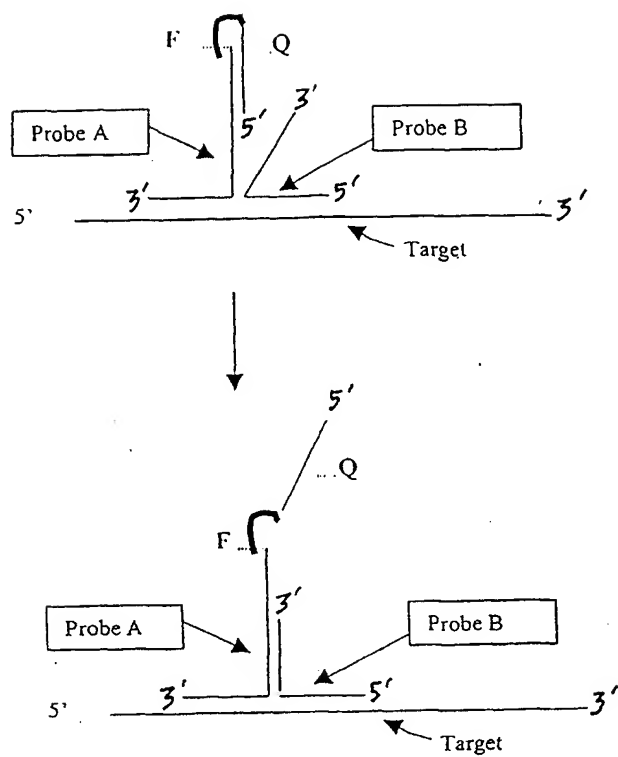 F Q
3'
5'
Probe A Probe B
3' 5'
5' 3'
Target
5'
Q
F
3'
Probe A Probe B
3' 5'
5' 3'
Target